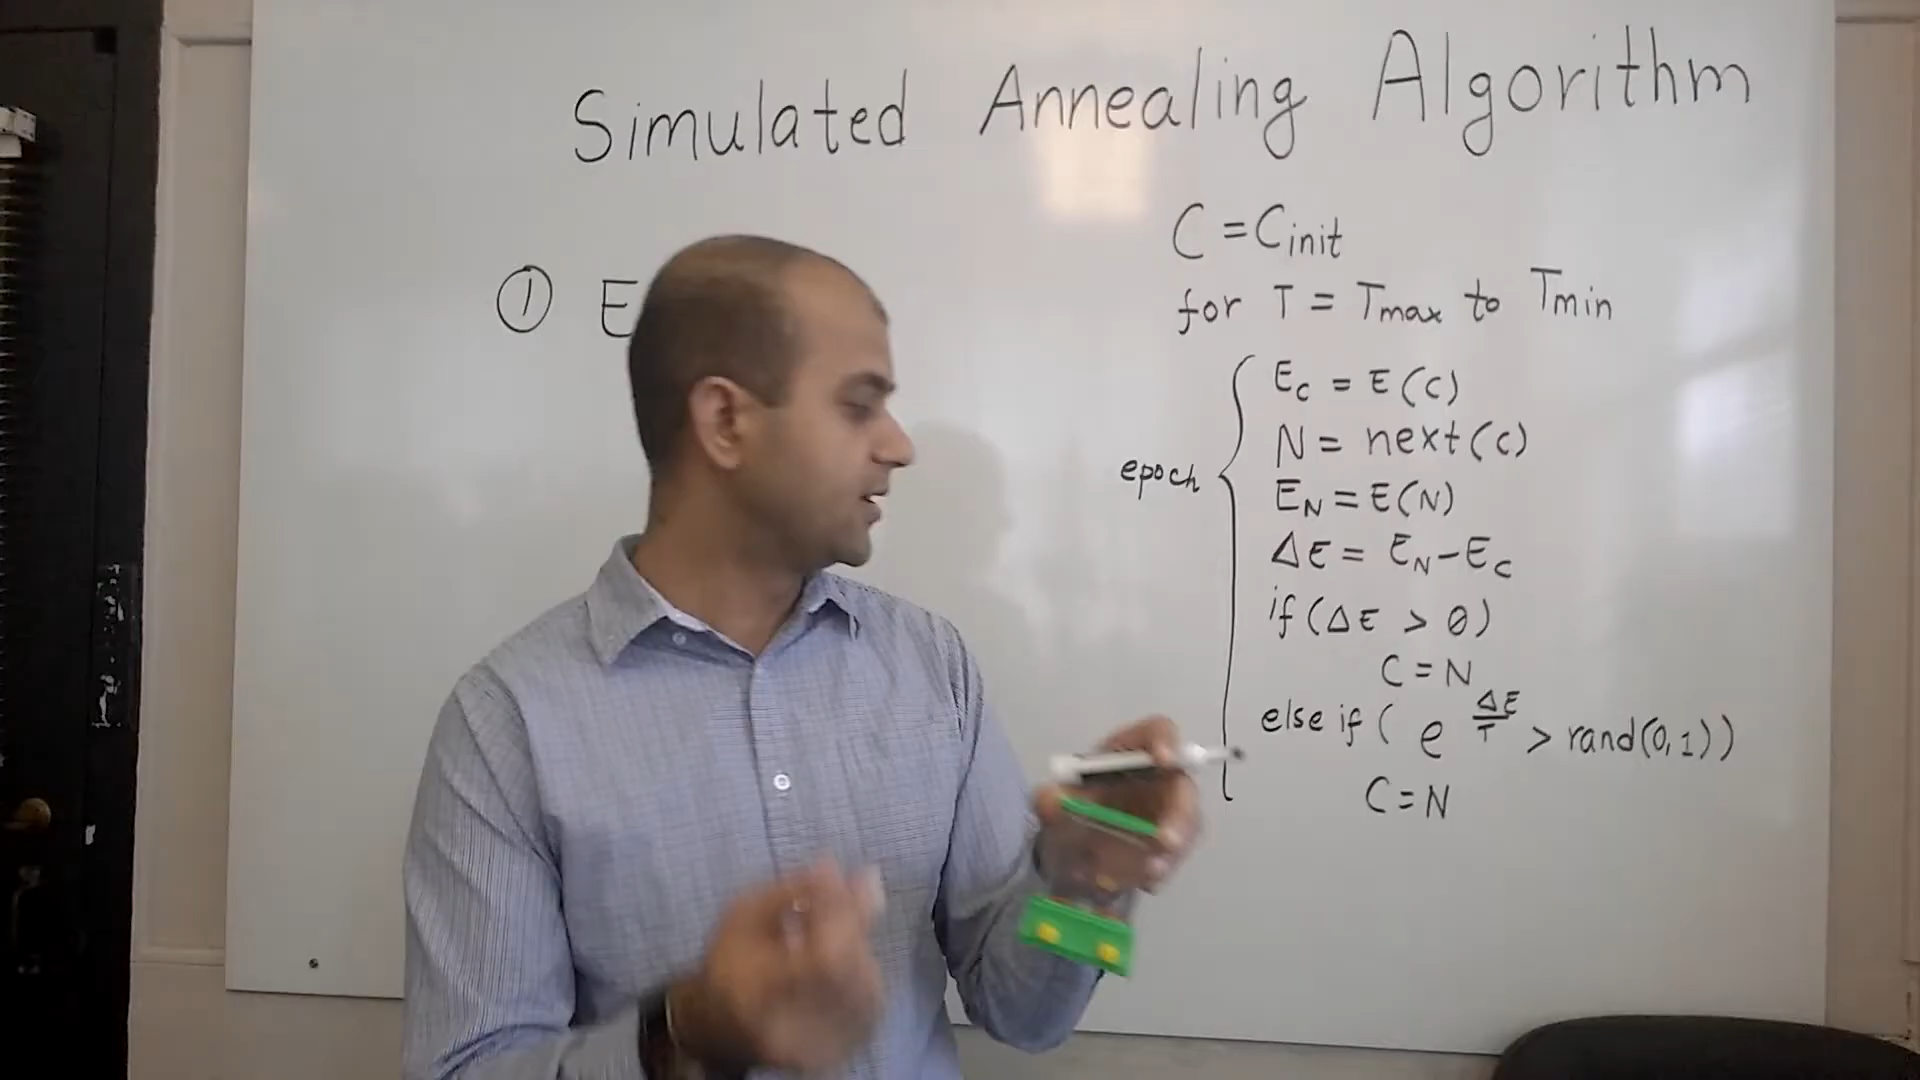 Simulated Annealing Algorithm
① E
C = Cinit
for T = Tmax to Tmin
epoch
EC = E(C)
N = next(C)
EN = E(N)
ΔE = EN - EC
if (ΔE > 0)
C = N
else if ( e ΔE/T > rand(0,1))
C = N